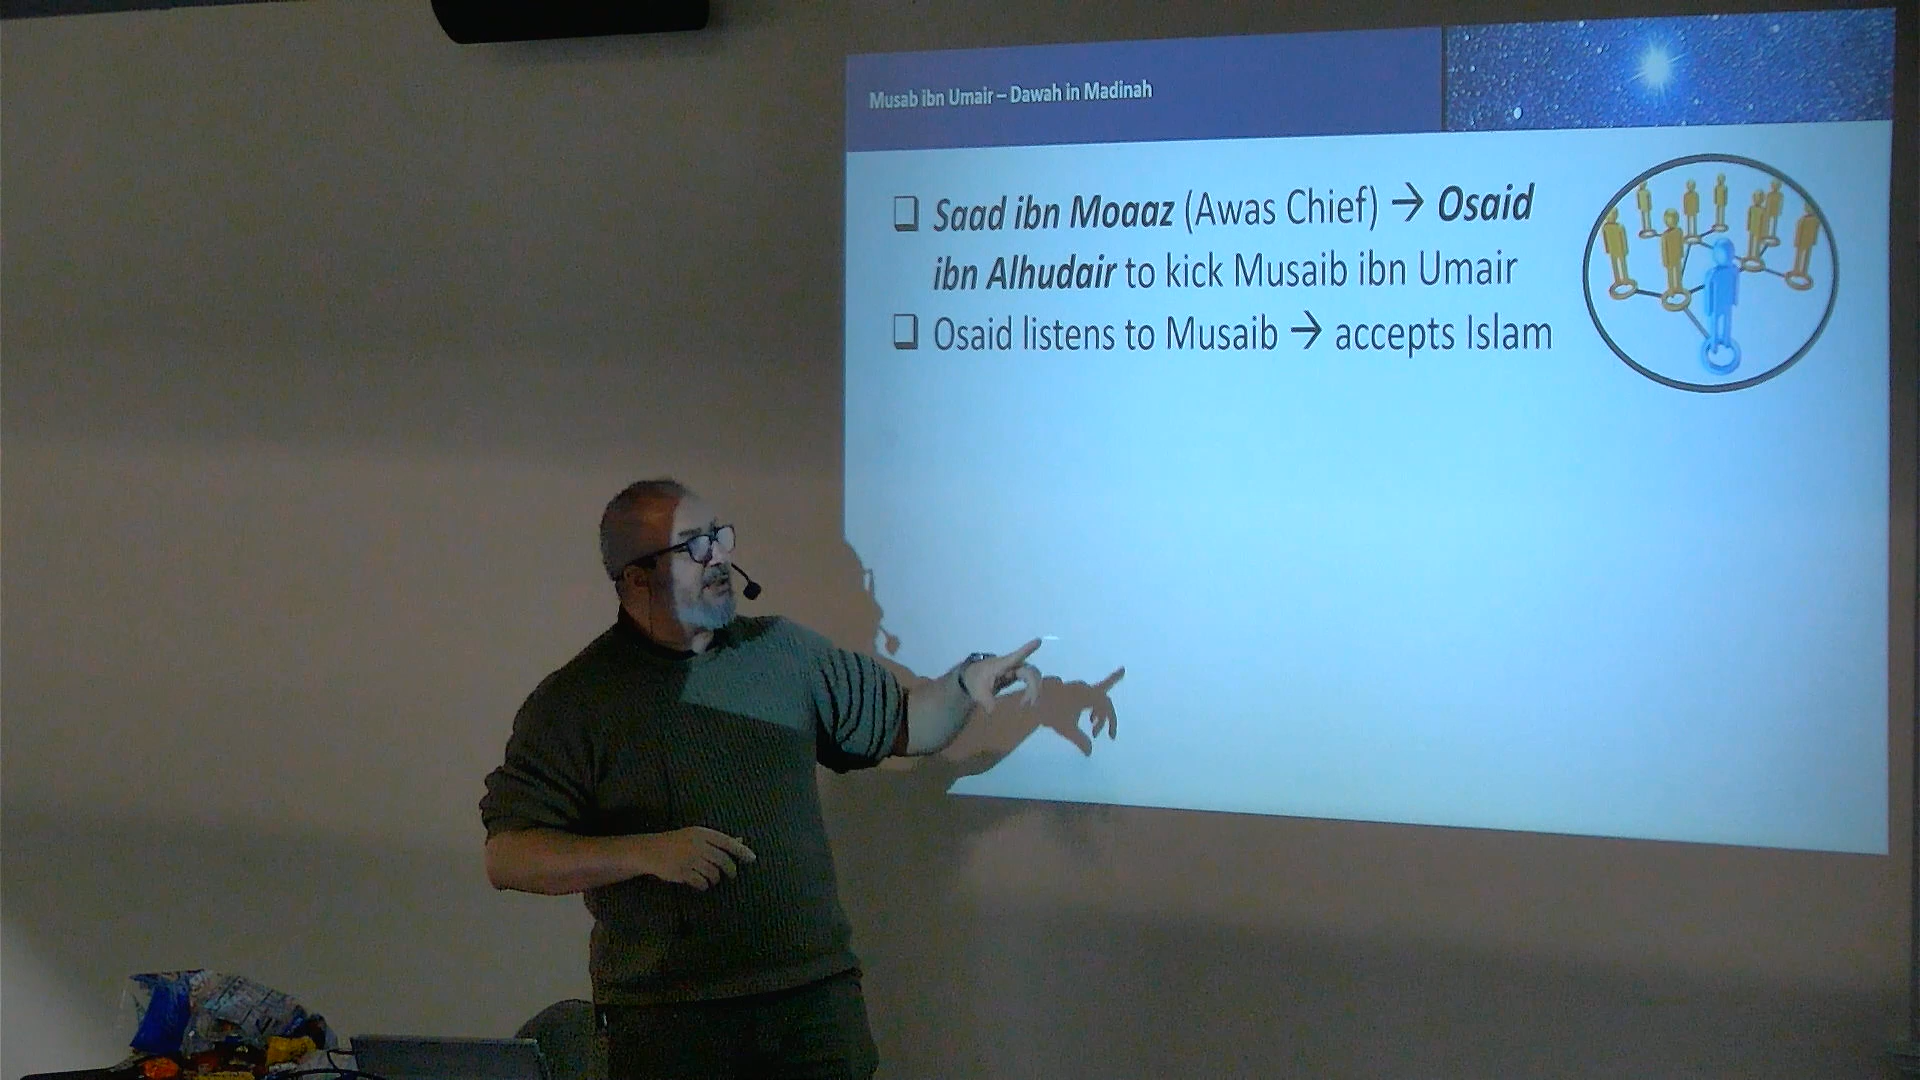 Musab ibn Umair – Dawah in Madinah
❑ Saad ibn Moaaz (Awas Chief) → Osaid
ibn Alhudair to kick Musaib ibn Umair
❑ Osaid listens to Musaib → accepts Islam